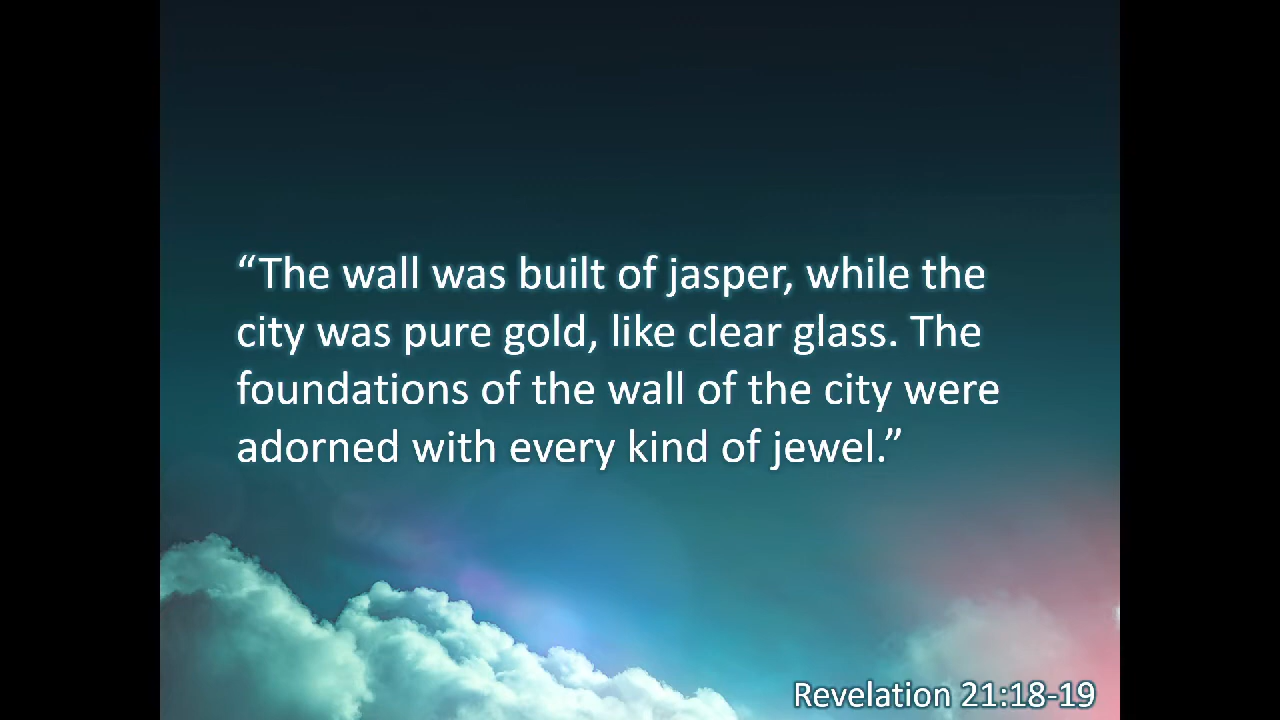 “The wall was built of jasper, while the
city was pure gold, like clear glass. The
foundations of the wall of the city were
adorned with every kind of jewel.”
Revelation 21:18-19